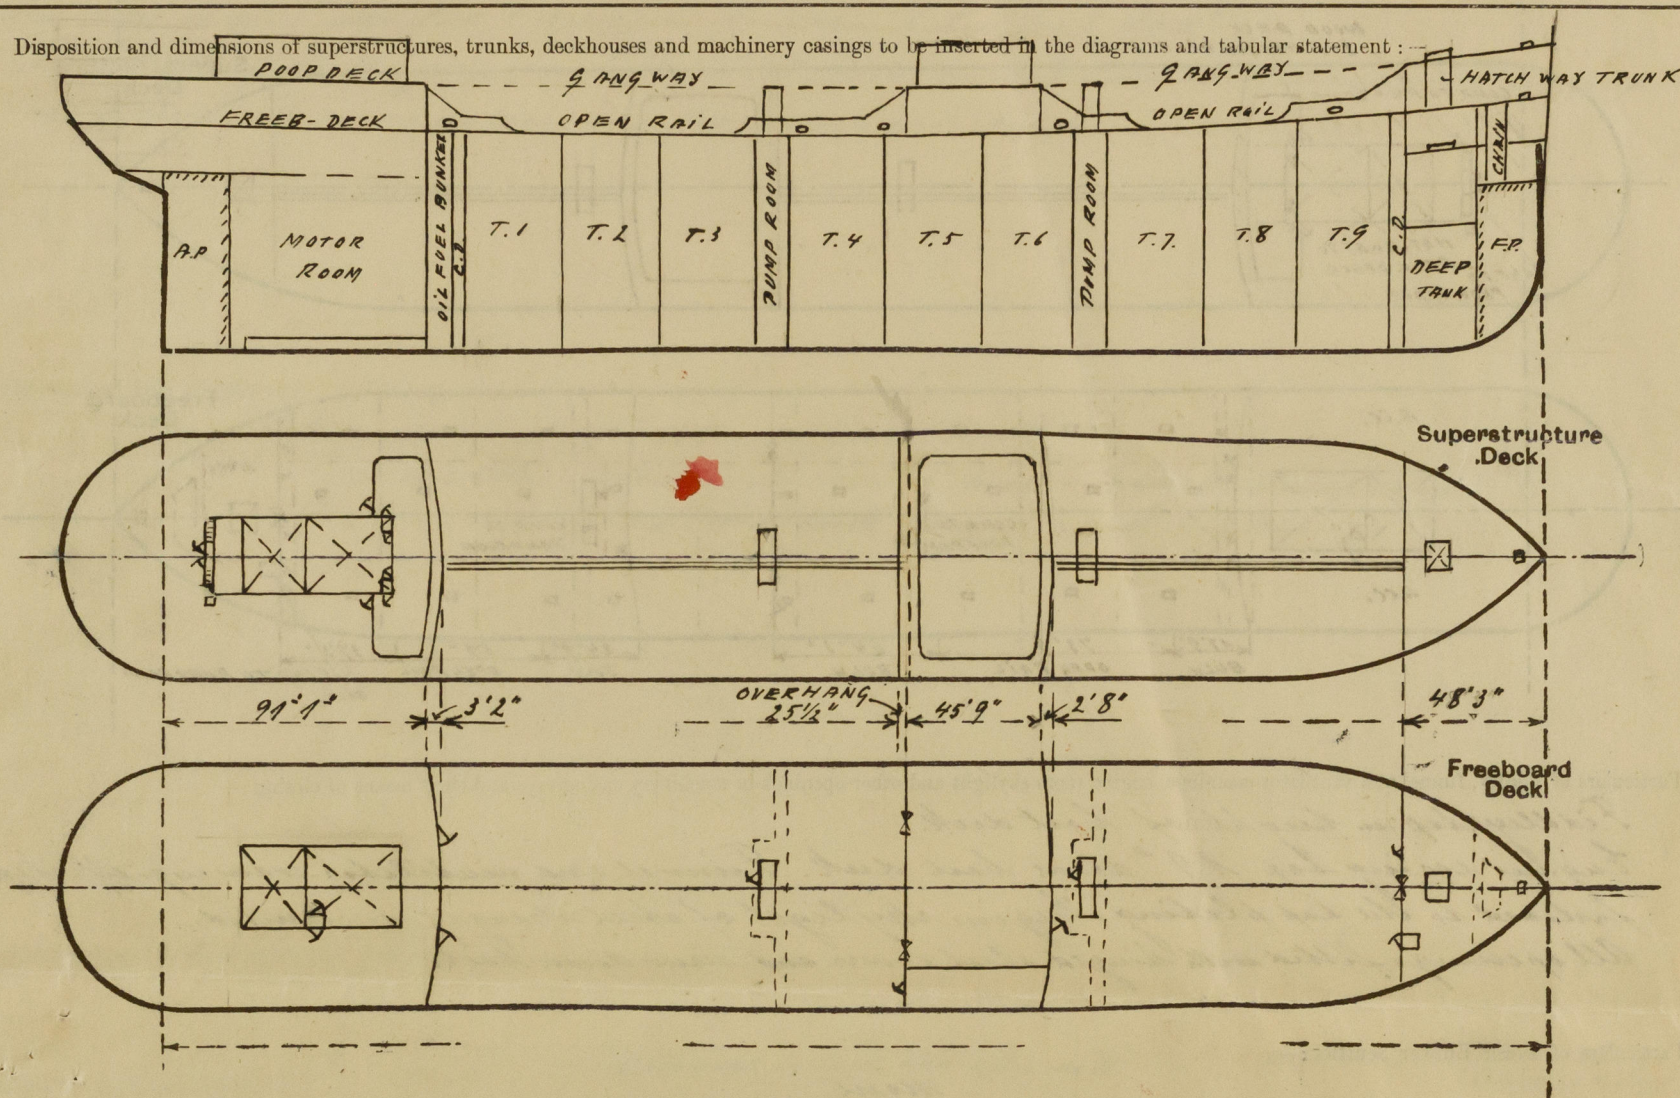 Disposition and dimensions of superstructures, trunks, deckhouses and machinery casings to be inserted in the diagrams and tabular statement :—
POOP DECK
GANGWAY
GANGWAY
HATCHWAY TRUNK
FREEB-DECK
OPEN RAIL
OPEN RAIL
A.P
MOTOR
ROOM
OIL FUEL BUNKER
C.D.
T.1
T.2
T.3
PUMP ROOM
T.4
T.5
T.6
PUMP ROOM
T.7
T.8
T.9
C.D.
DEEP
TANK
CHAIN
F.P.
Superstructure
Deck
91'1"
3'2"
OVERHANG
25½"
45'9"
2'8"
48'3"
Freeboard
Deck